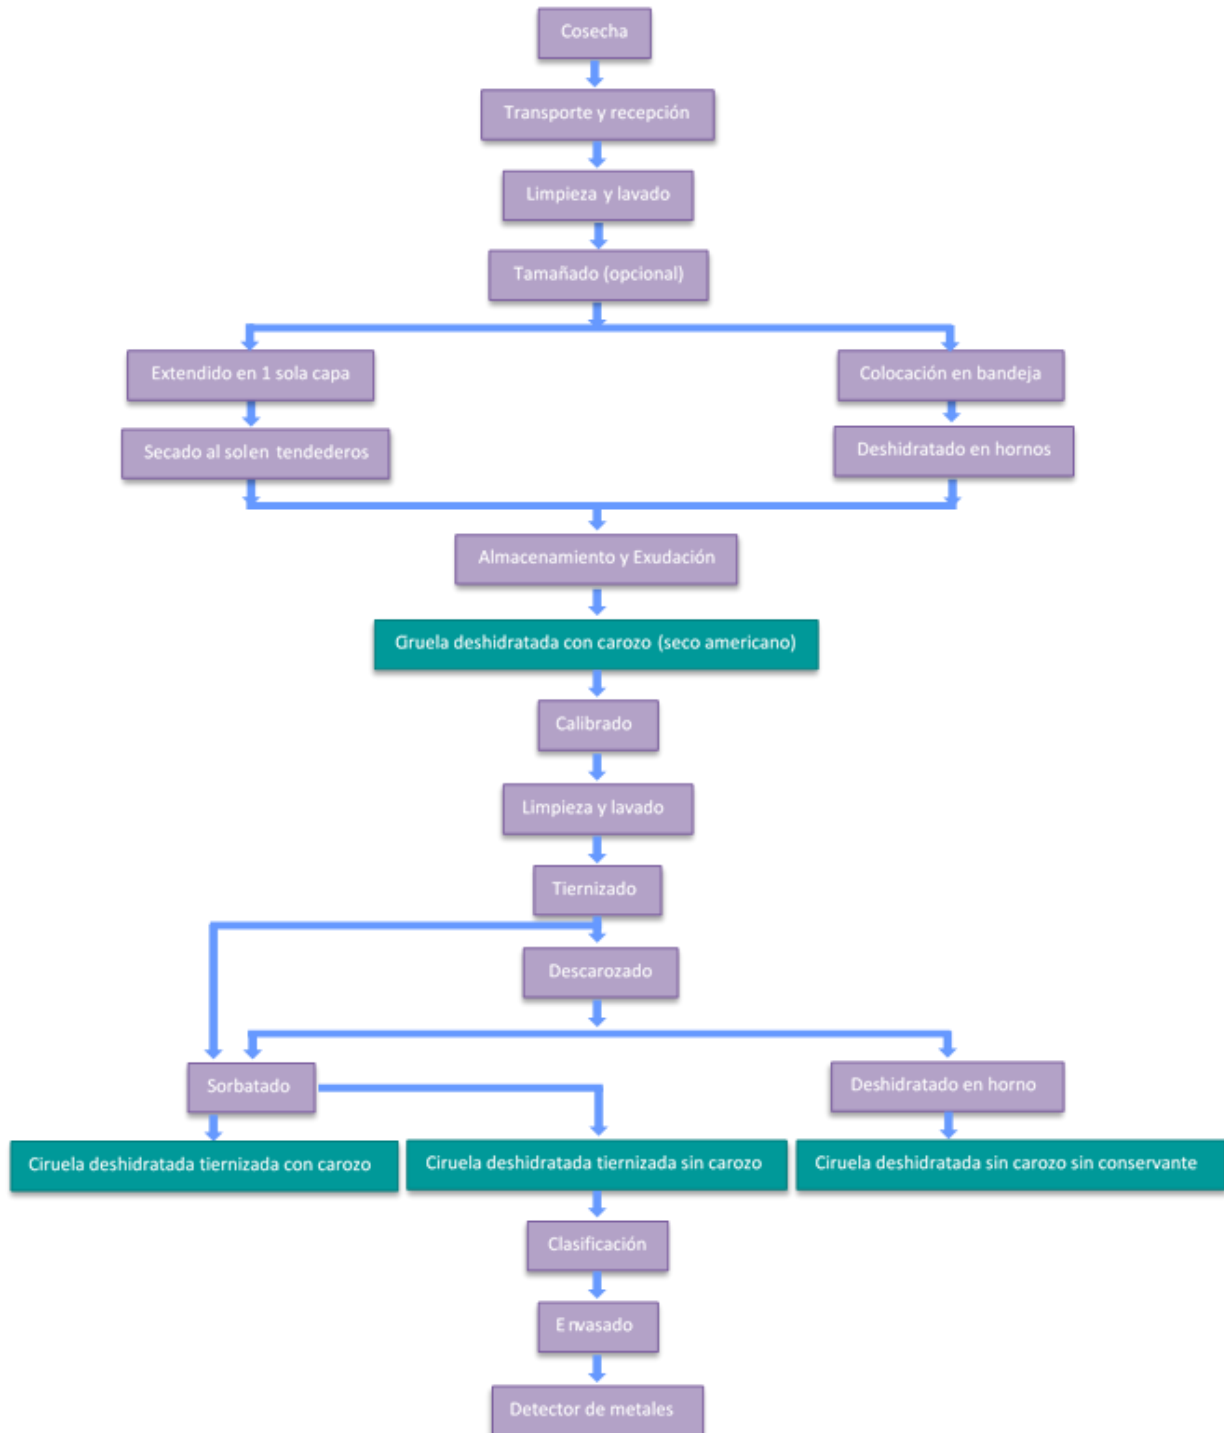 Cosecha
Transporte y recepción
Limpieza y lavado
Tamañado (opcional)
Extendido en 1 sola capa
Colocación en bandeja
Secado al sol en tendederos
Deshidratado en hornos
Almacenamiento y Exudación
Ciruela deshidratada con carozo (seco americano)
Calibrado
Limpieza y lavado
Tiernizado
Descarozado
Sorbatado
Deshidratado en horno
Ciruela deshidratada tiernizada con carozo
Ciruela deshidratada tiernizada sin carozo
Ciruela deshidratada sin carozo sin conservante
Clasificación
Envasado
Detector de metales